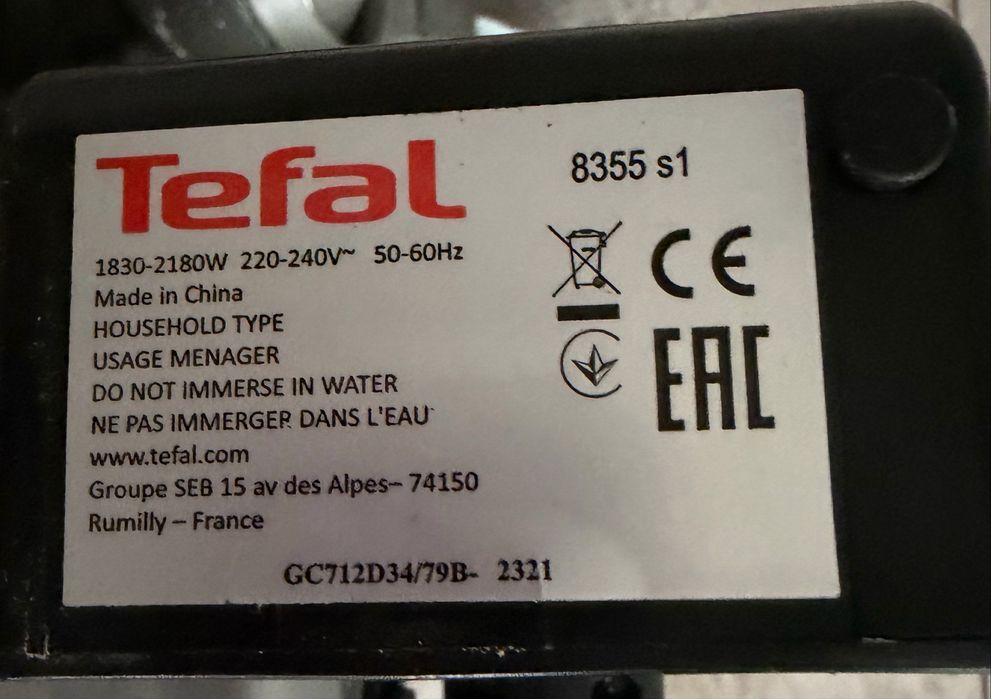 Tefal
8355 s1
1830-2180W 220-240V~ 50-60Hz
Made in China
HOUSEHOLD TYPE
USAGE MENAGER
DO NOT IMMERSE IN WATER
NE PAS IMMERGER DANS L'EAU
www.tefal.com
Groupe SEB 15 av des Alpes– 74150
Rumilly – France
CE
EAC
GC712D34/79B- 2321